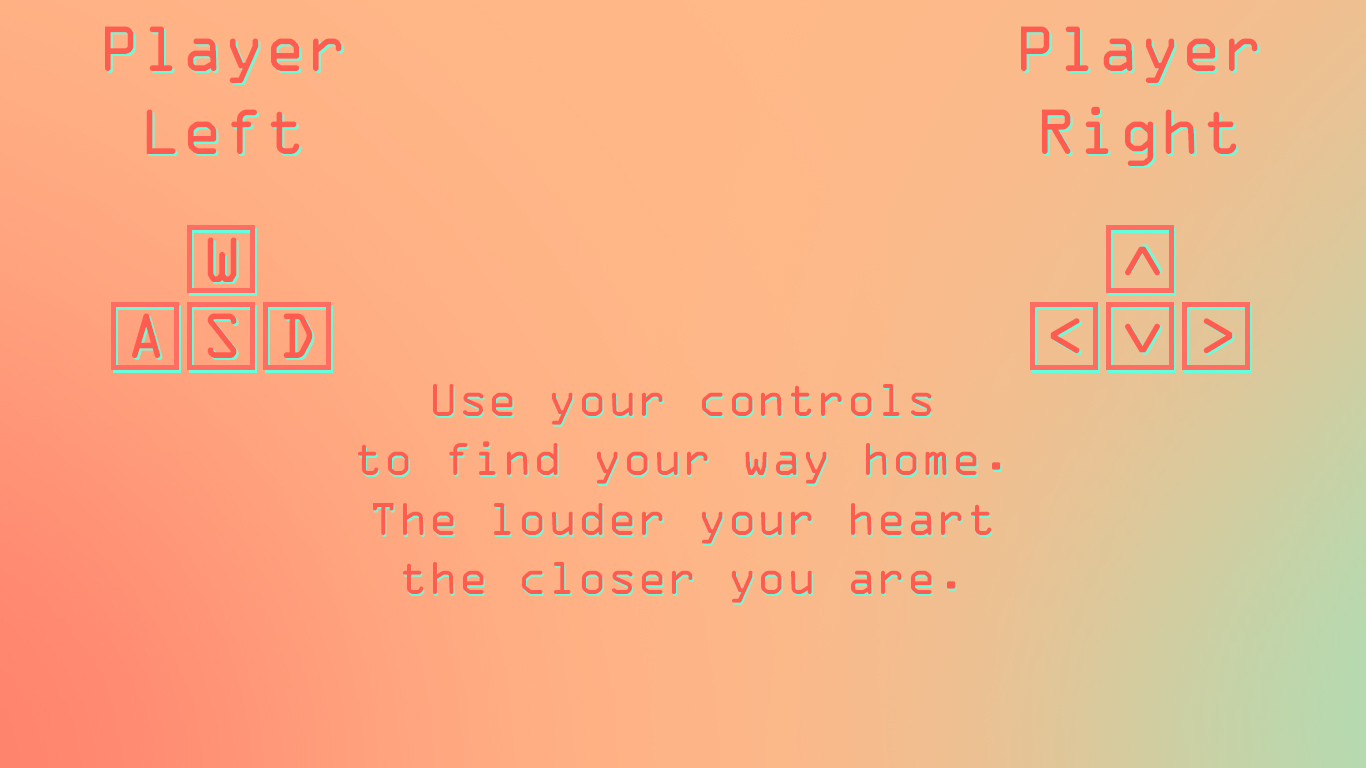 Player
Left
W
A S D
Player
Right
^
< v >
Use your controls
to find your way home.
The louder your heart
the closer you are.